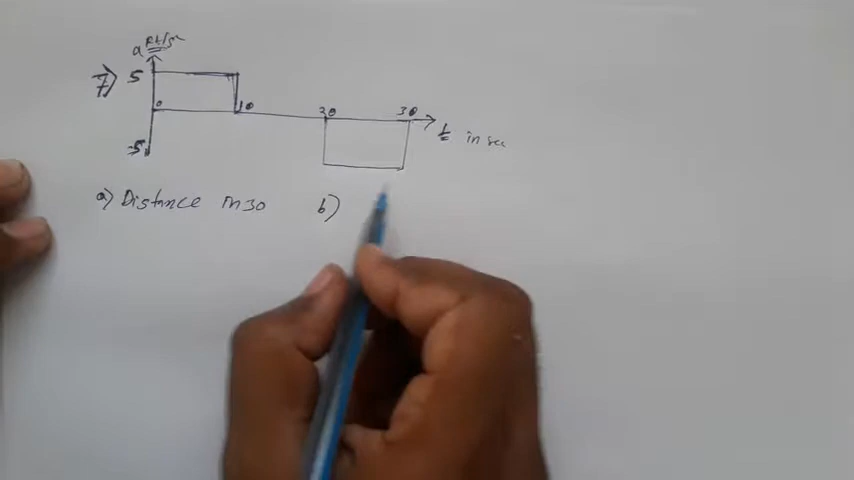 a ft/s²
7) 5
0 10 20 30
t in sec
-5
a) Distance in 30 b)